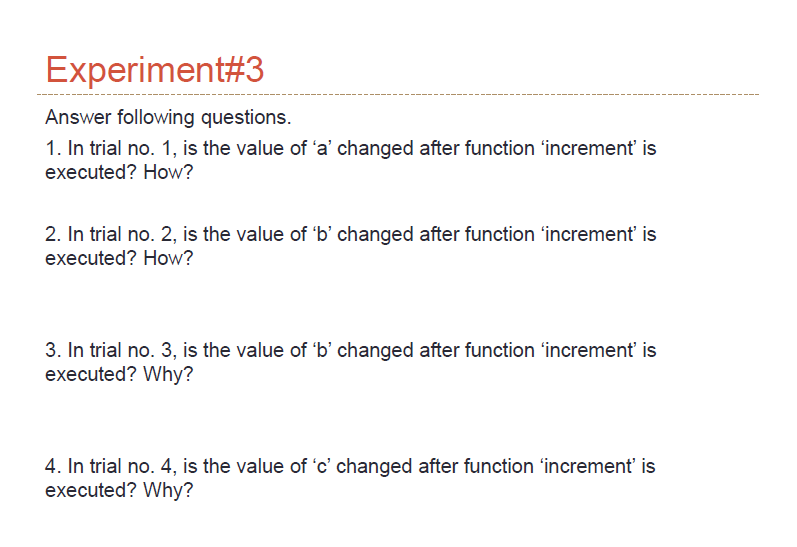 Experiment#3
Answer following questions.
1. In trial no. 1, is the value of ‘a’ changed after function ‘increment’ is
executed? How?
2. In trial no. 2, is the value of ‘b’ changed after function ‘increment’ is
executed? How?
3. In trial no. 3, is the value of ‘b’ changed after function ‘increment’ is
executed? Why?
4. In trial no. 4, is the value of ‘c’ changed after function ‘increment’ is
executed? Why?